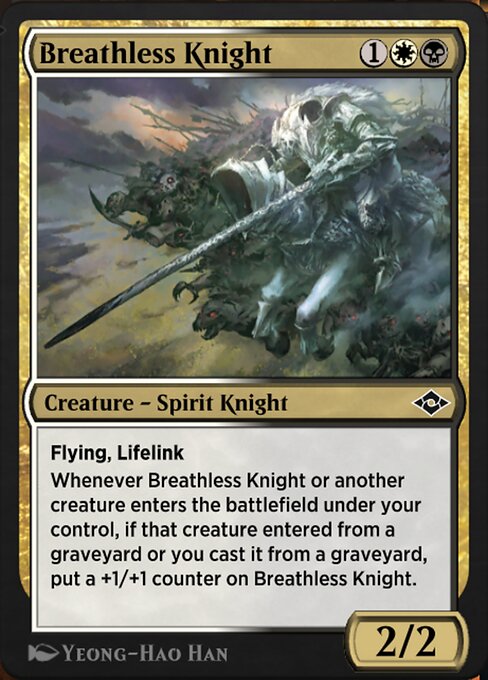 Breathless Knight 1
Creature – Spirit Knight
Flying, Lifelink
Whenever Breathless Knight or another
creature enters the battlefield under your
control, if that creature entered from a
graveyard or you cast it from a graveyard,
put a +1/+1 counter on Breathless Knight.
2/2
Yeong-Hao Han